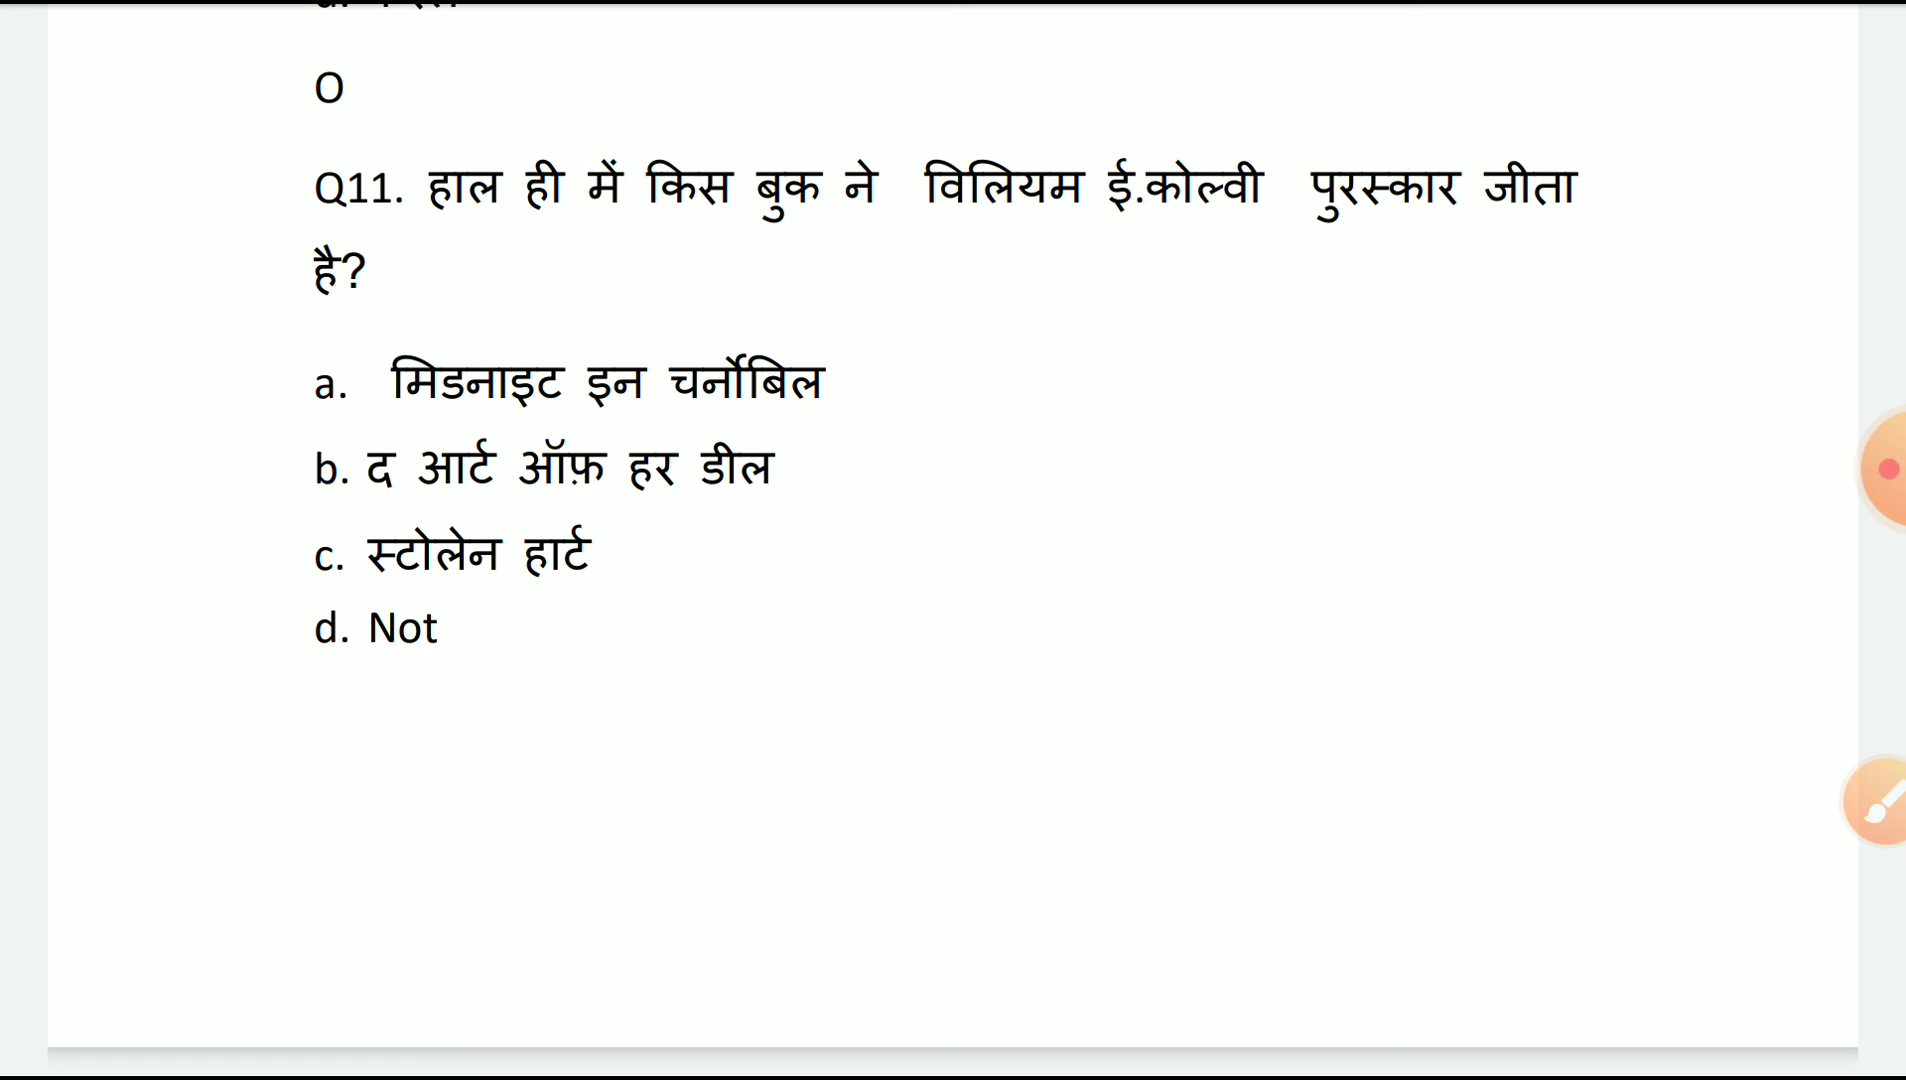 O
Q11. हाल ही में किस बुक ने विलियम ई.कोल्वी पुरस्कार जीता
है?
a. मिडनाइट इन चर्नोबिल
b. द आर्ट ऑफ़ हर डील
c. स्टोलेन हार्ट
d. Not